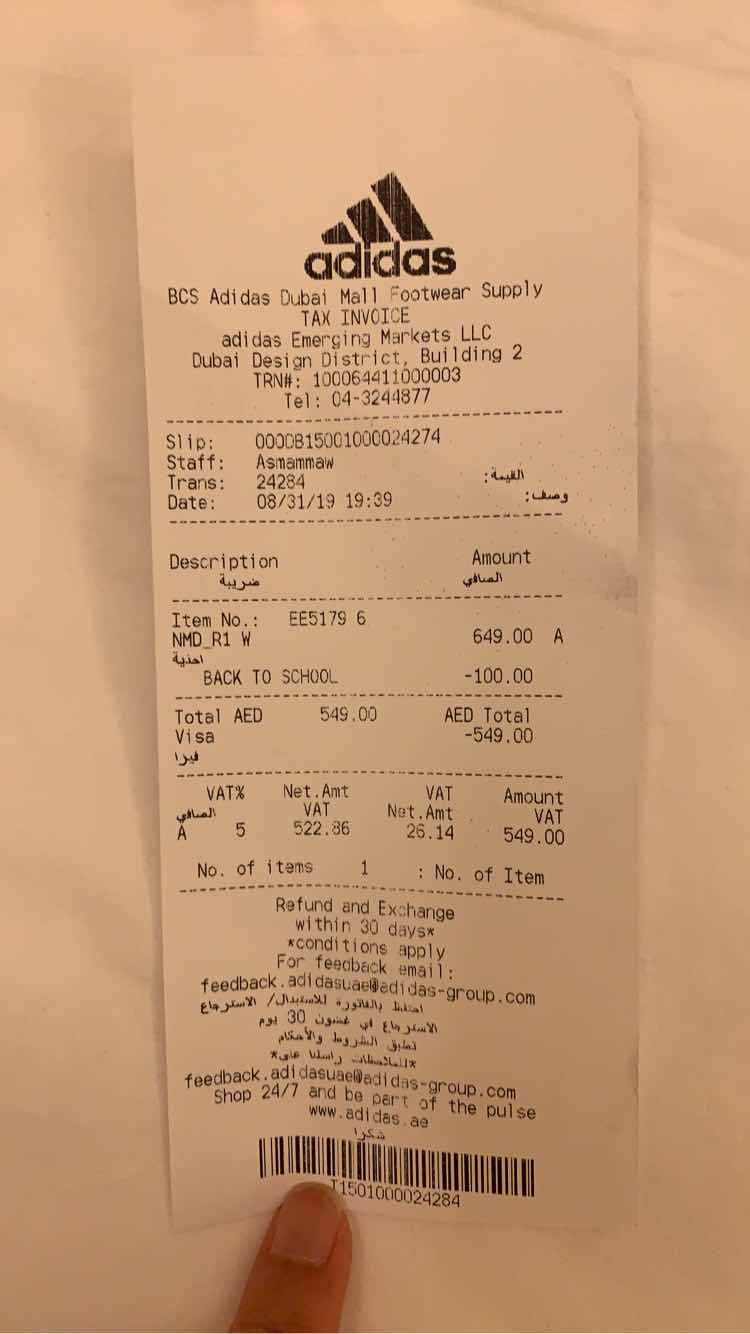 adidas
BCS Adidas Dubai Mall Footwear Supply
TAX INVOICE
adidas Emerging Markets LLC
Dubai Design District, Building 2
TRN#: 100064411000003
Tel: 04-3244877
Slip: 0000B15001000024274
Staff: Asmammaw
Trans: 24284 القيمة:
Date: 08/31/19 19:39 وصف:
Description Amount
ضريبة الصافي
Item No.: EE5179 6
NMD_R1 W 649.00 A
احذية
BACK TO SCHOOL -100.00
Total AED 549.00 AED Total
Visa -549.00
فيزا
VAT% Net.Amt VAT Amount
الصافي VAT Net.Amt VAT
A 5 522.86 26.14 549.00
No. of items 1 : No. of Item
Refund and Exchange
within 30 days*
*conditions apply
For feedback email:
feedback.adidasuae@adidas-group.com
احتفظ بالفاتورة للاستبدال/ الاسترجاع
الاسترجاع في غضون 30 يوم
تطبق الشروط والأحكام
*للملاحظات راسلنا على*
feedback.adidasuae@adidas-group.com
Shop 24/7 and be part of the pulse
www.adidas.ae
شكرا
T1501000024284